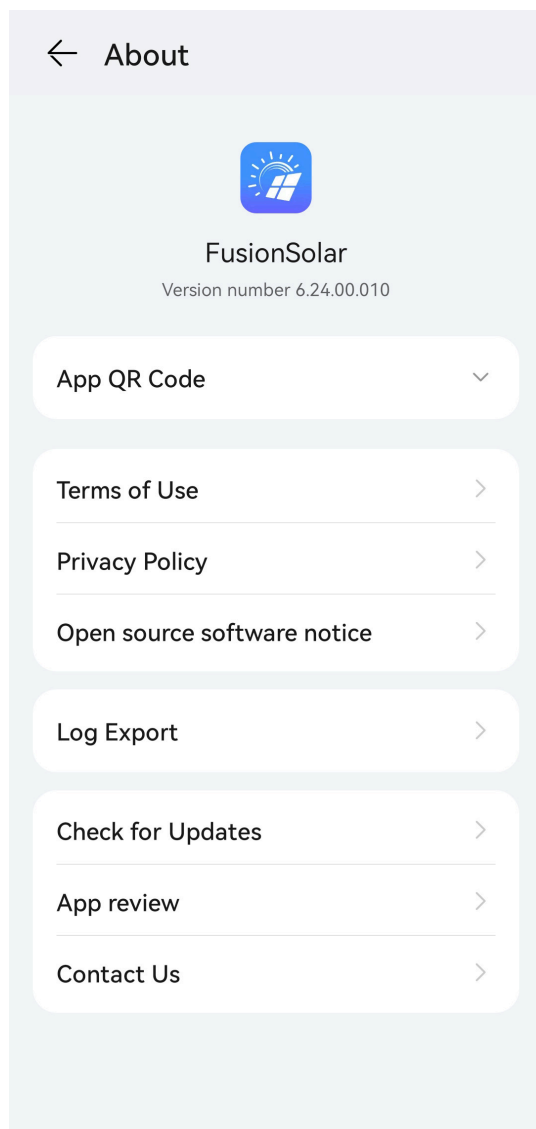 About
FusionSolar
Version number 6.24.00.010
App QR Code
Terms of Use
Privacy Policy
Open source software notice
Log Export
Check for Updates
App review
Contact Us